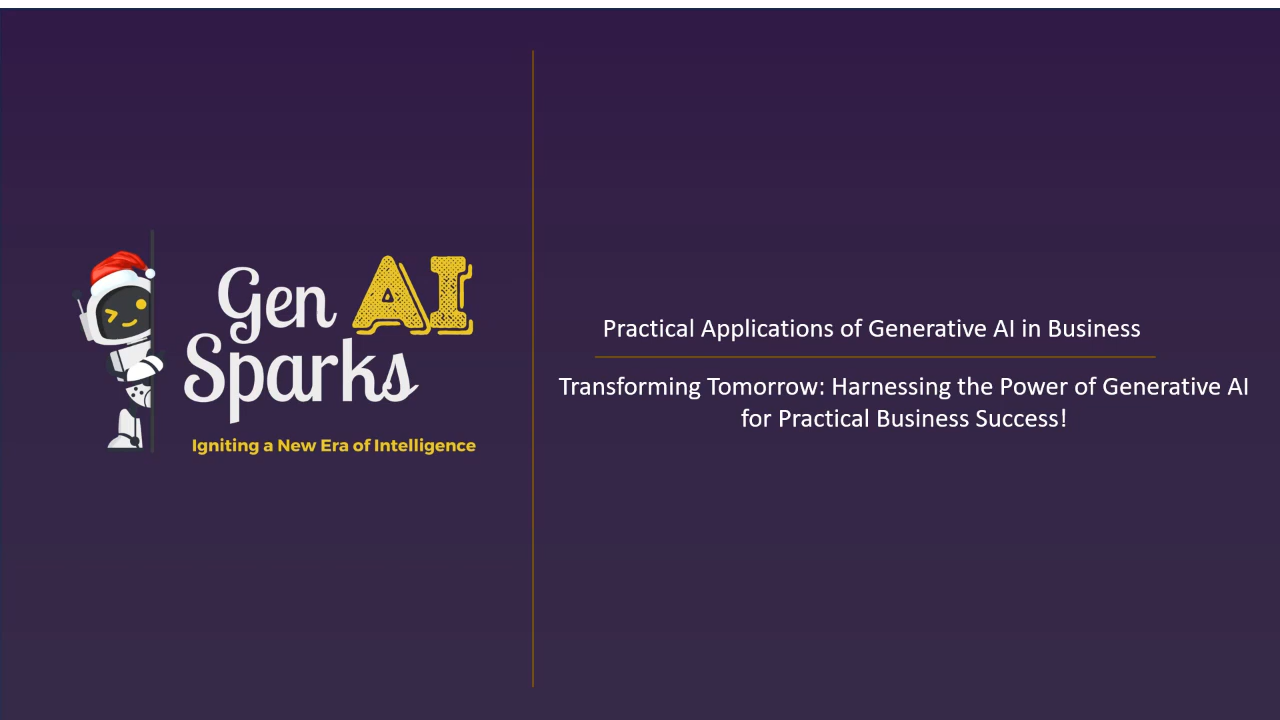 Gen AI
Sparks
Igniting a New Era of Intelligence
Practical Applications of Generative AI in Business
Transforming Tomorrow: Harnessing the Power of Generative AI
for Practical Business Success!